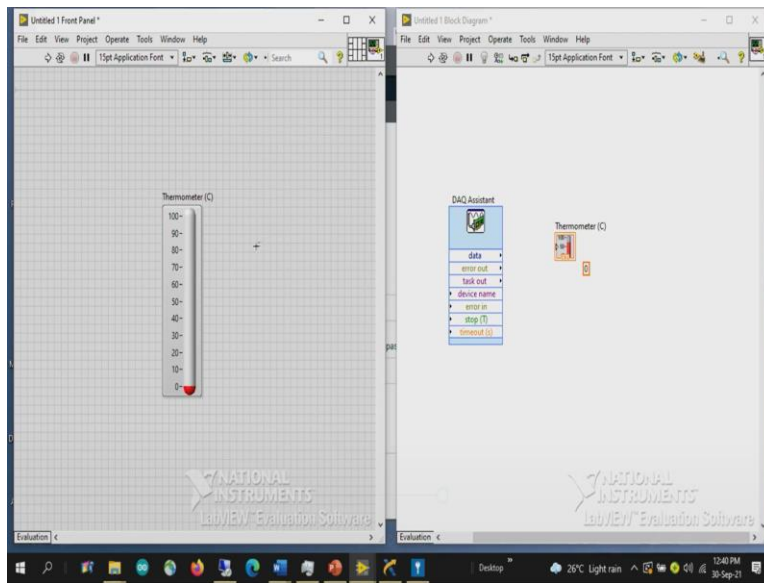 Untitled 1 Front Panel *
File Edit View Project Operate Tools Window Help
15pt Application Font
Search
Thermometer (C)
100
90
80
70
60
50
40
30
20
10
0
NATIONAL
INSTRUMENTS
LabVIEW™ Evaluation Software
Evaluation
Untitled 1 Block Diagram *
File Edit View Project Operate Tools Window Help
15pt Application Font
DAQ Assistant
data
error out
task out
device name
error in
stop (T)
timeout (s)
Thermometer (C)
0
NATIONAL
INSTRUMENTS
LabVIEW™ Evaluation Software
Evaluation
Desktop
26°C Light rain
12:40 PM
30-Sep-21